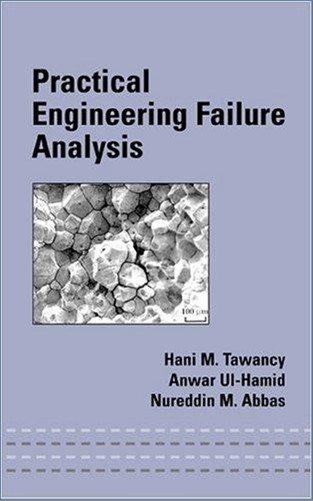 Practical
Engineering Failure
Analysis
100 µm
Hani M. Tawancy
Anwar Ul-Hamid
Nureddin M. Abbas